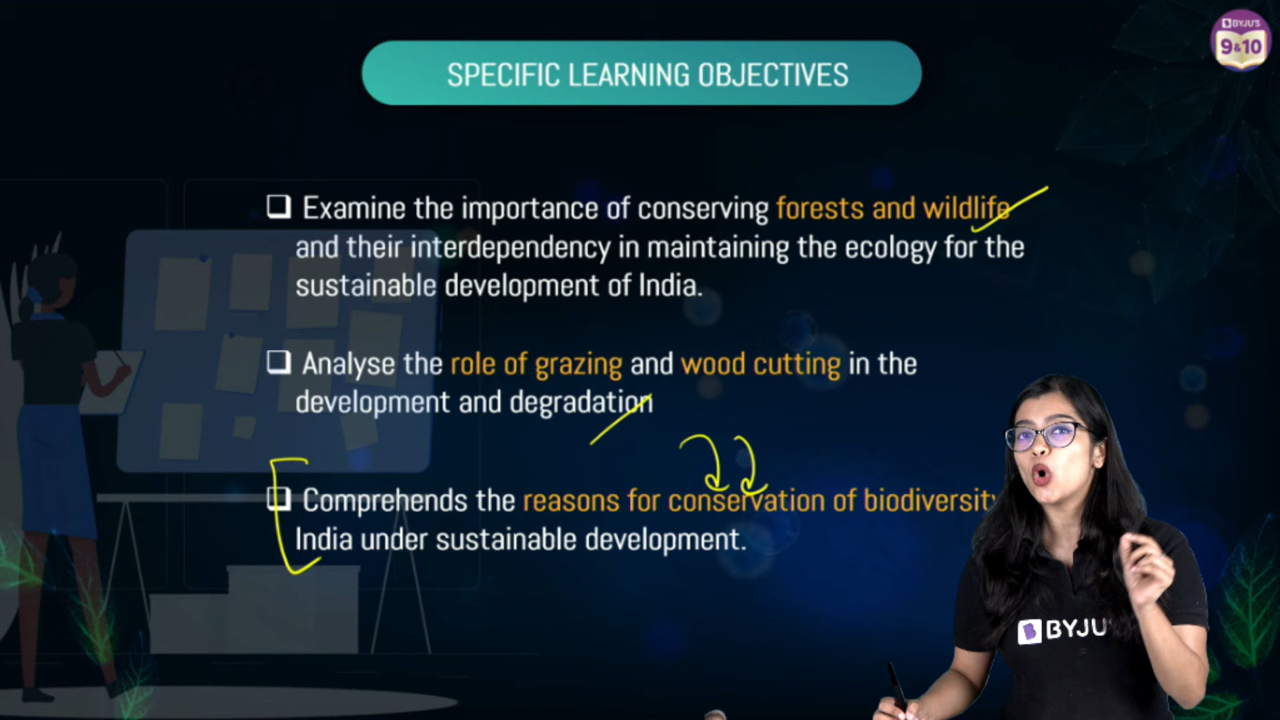 BYJU'S
9&10
SPECIFIC LEARNING OBJECTIVES
❑ Examine the importance of conserving forests and wildlife
and their interdependency in maintaining the ecology for the
sustainable development of India.
❑ Analyse the role of grazing and wood cutting in the
development and degradation
❑ Comprehends the reasons for conservation of biodiversity
India under sustainable development.
BYJU'